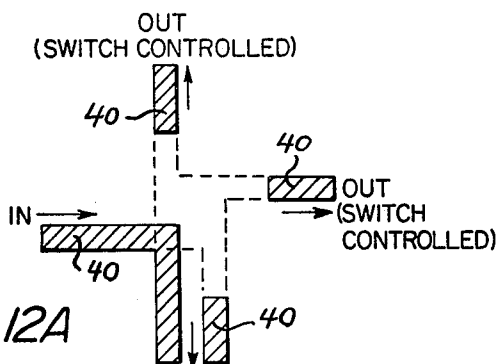 OUT
(SWITCH CONTROLLED)
40
40
OUT
(SWITCH
CONTROLLED)
IN
40
40
12A